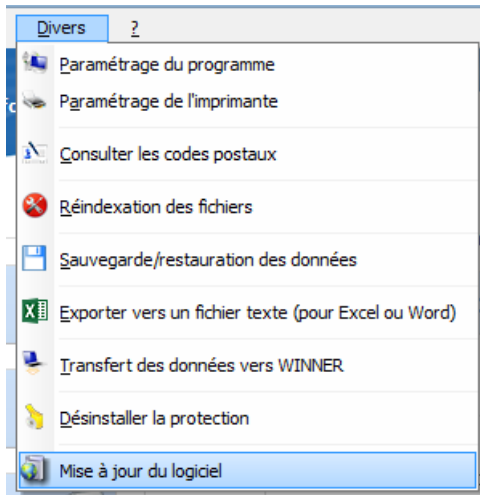 Divers ?
Paramétrage du programme
Paramétrage de l'imprimante
Consulter les codes postaux
Réindexation des fichiers
Sauvegarde/restauration des données
Exporter vers un fichier texte (pour Excel ou Word)
Transfert des données vers WINNER
Désinstaller la protection
Mise à jour du logiciel